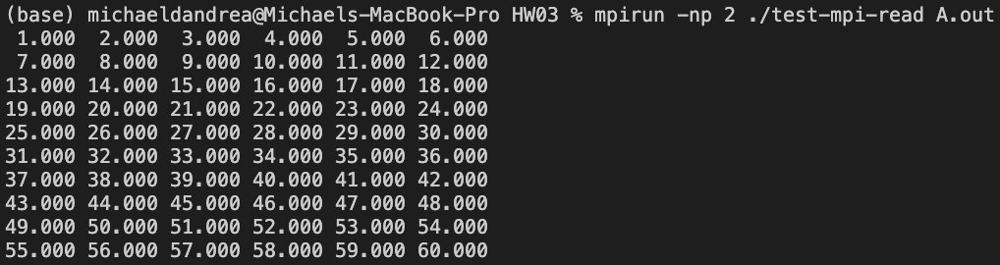 (base) michaeldandrea@Michaels-MacBook-Pro HW03 % mpirun -np 2 ./test-mpi-read A.out
1.000 2.000 3.000 4.000 5.000 6.000
7.000 8.000 9.000 10.000 11.000 12.000
13.000 14.000 15.000 16.000 17.000 18.000
19.000 20.000 21.000 22.000 23.000 24.000
25.000 26.000 27.000 28.000 29.000 30.000
31.000 32.000 33.000 34.000 35.000 36.000
37.000 38.000 39.000 40.000 41.000 42.000
43.000 44.000 45.000 46.000 47.000 48.000
49.000 50.000 51.000 52.000 53.000 54.000
55.000 56.000 57.000 58.000 59.000 60.000